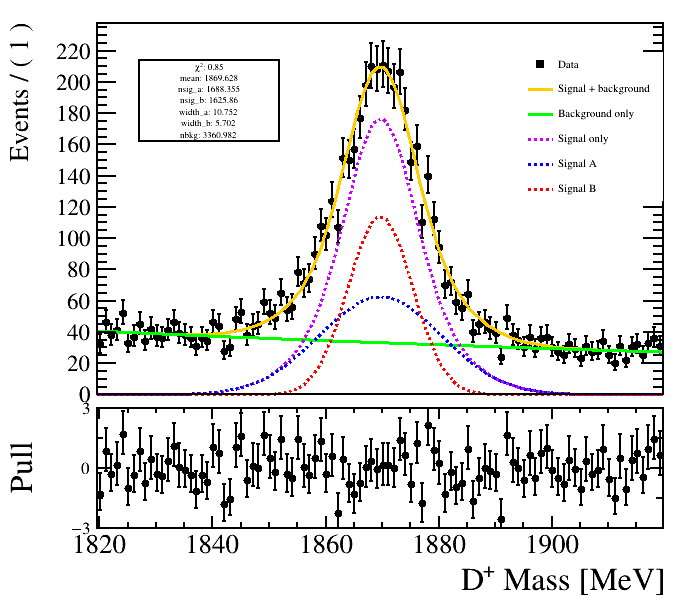 Events / ( 1 )
220
200
180
160
140
120
100
80
60
40
20
0
χ²: 0.85
mean: 1869.628
nsig_a: 1688.355
nsig_b: 1625.86
width_a: 10.752
width_b: 5.702
nbkg: 3360.982
Data
Signal + background
Background only
Signal only
Signal A
Signal B
Pull
3
0
−3
1820
1840
1860
1880
1900
D⁺ Mass [MeV]